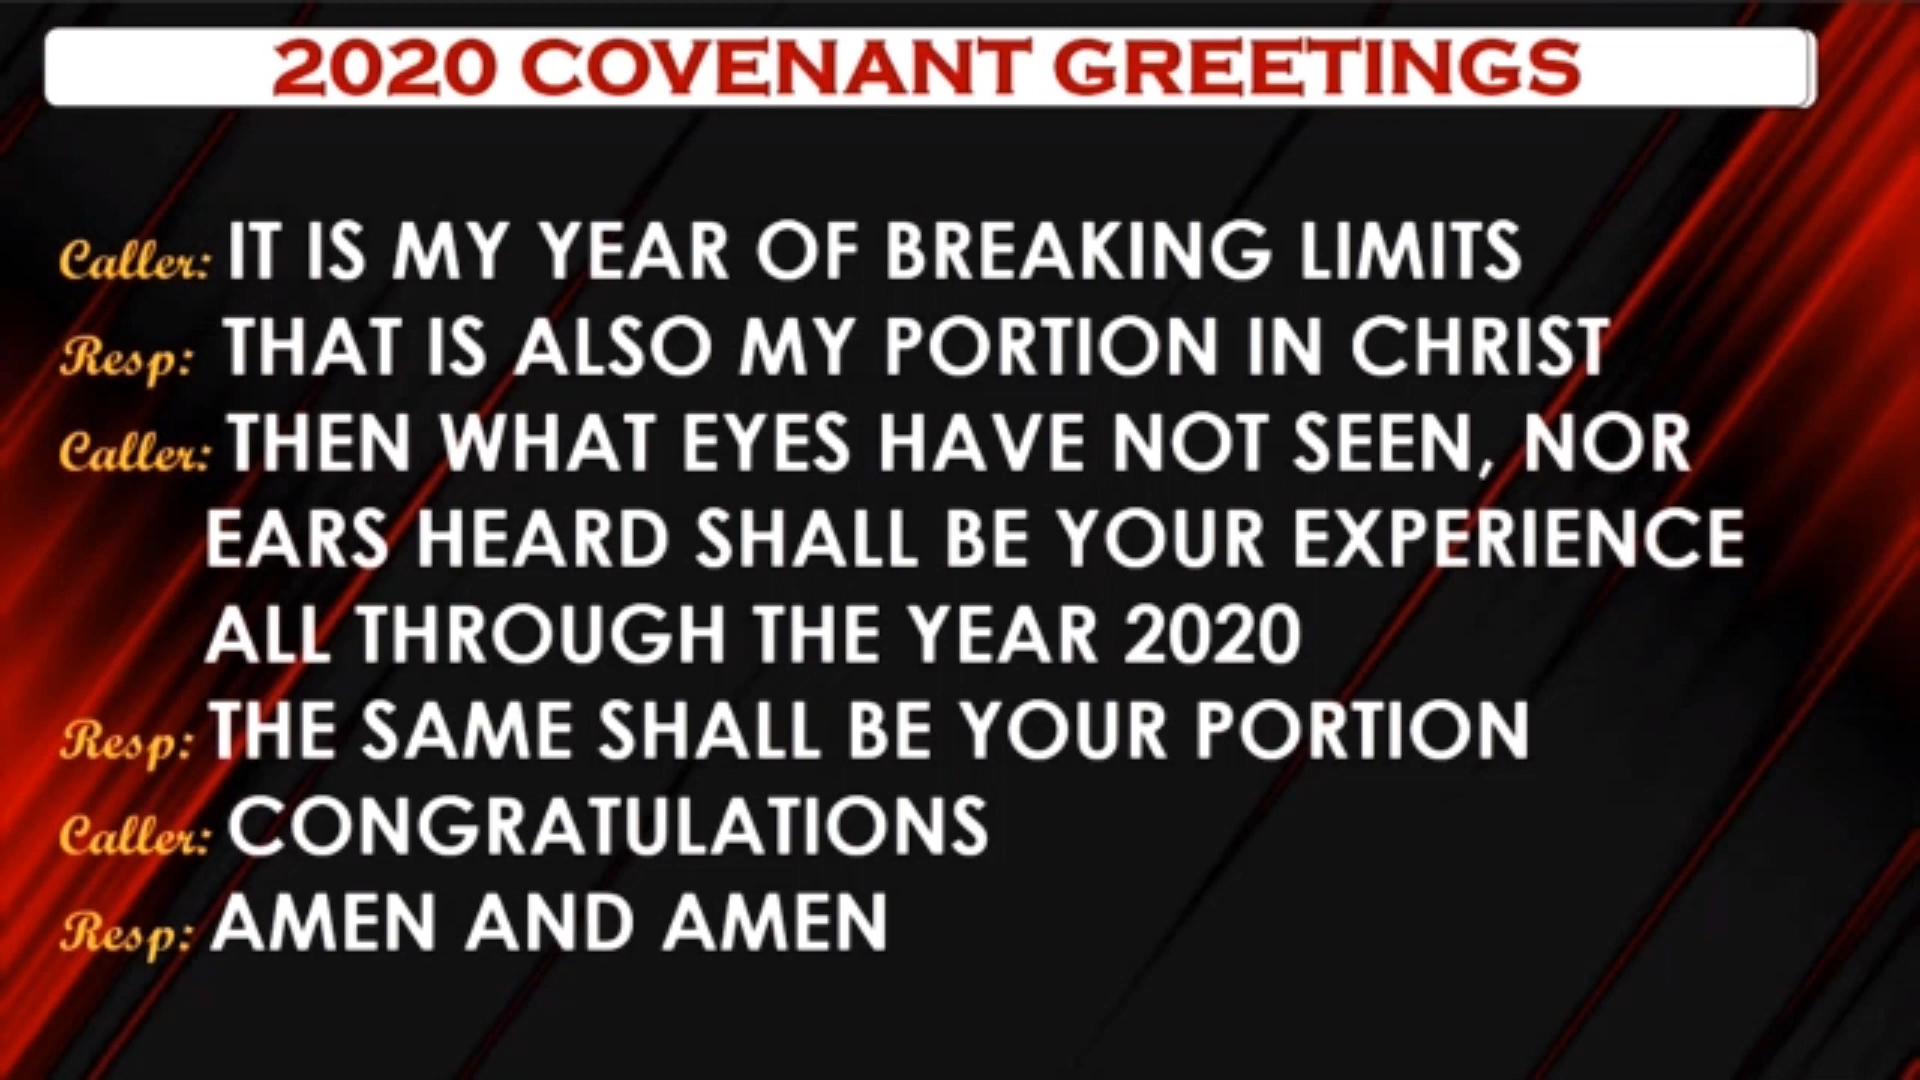 2020 COVENANT GREETINGS
Caller: IT IS MY YEAR OF BREAKING LIMITS
Resp: THAT IS ALSO MY PORTION IN CHRIST
Caller: THEN WHAT EYES HAVE NOT SEEN, NOR
EARS HEARD SHALL BE YOUR EXPERIENCE
ALL THROUGH THE YEAR 2020
Resp: THE SAME SHALL BE YOUR PORTION
Caller: CONGRATULATIONS
Resp: AMEN AND AMEN